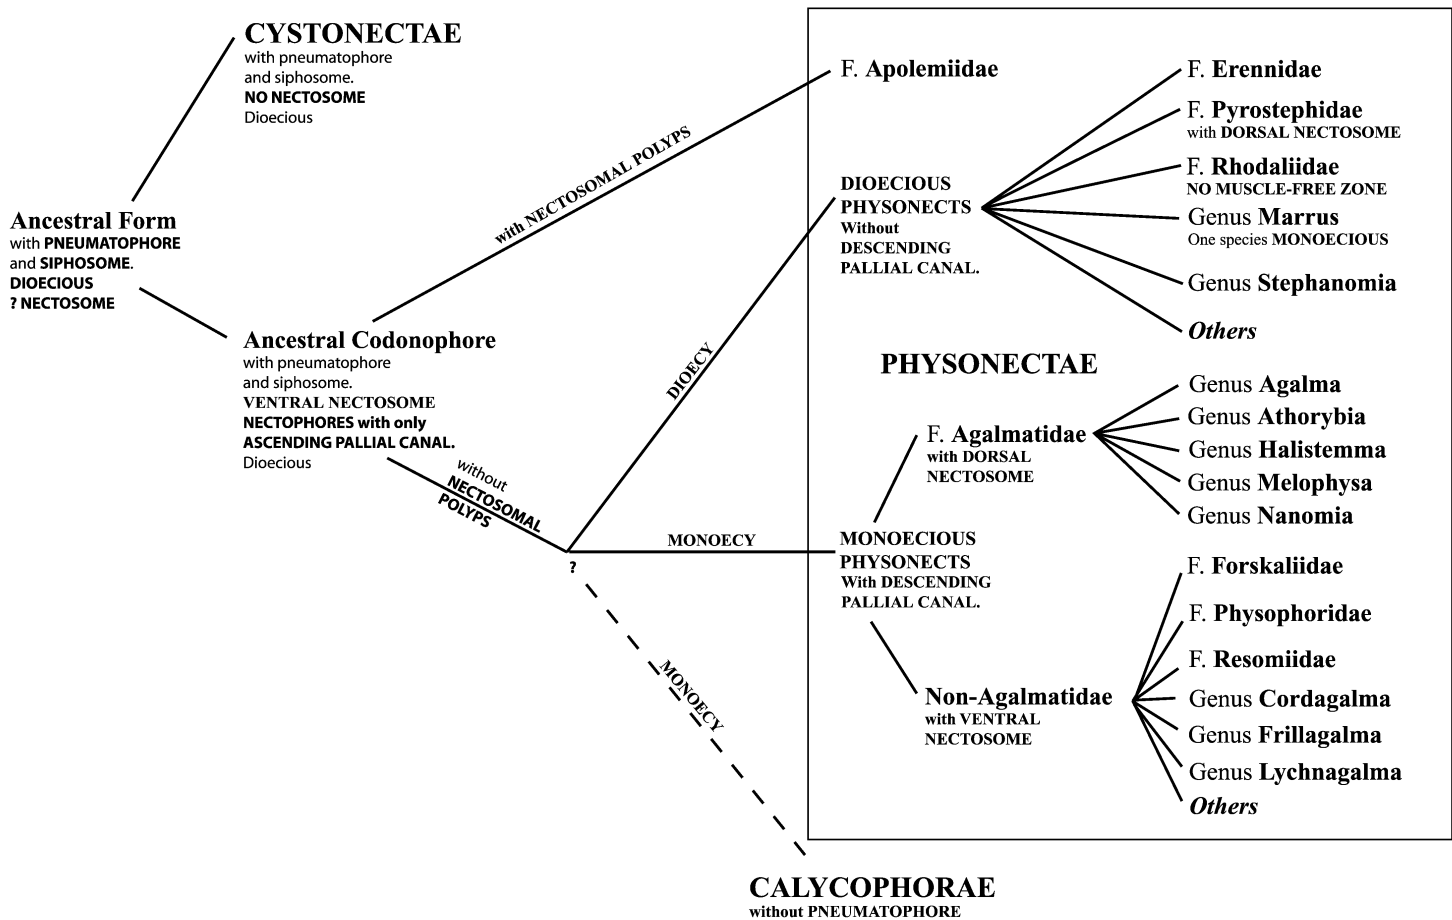 CYSTONECTAE
with pneumatophore
and siphosome.
NO NECTOSOME
Dioecious
Ancestral Form
with PNEUMATOPHORE
and SIPHOSOME.
DIOECIOUS
? NECTOSOME
Ancestral Codonophore
with pneumatophore
and siphosome.
VENTRAL NECTOSOME
NECTOPHORES with only
ASCENDING PALLIAL CANAL.
Dioecious
with NECTOSOMAL POLYPS
without
NECTOSOMAL
POLYPS
DIOECY
MONOECY
?
MONOECY
F. Apolemiidae
DIOECIOUS
PHYSONECTS
Without
DESCENDING
PALLIAL CANAL.
F. Erennidae
F. Pyrostephidae
with DORSAL NECTOSOME
F. Rhodaliidae
NO MUSCLE-FREE ZONE
Genus Marrus
One species MONOECIOUS
Genus Stephanomia
Others
PHYSONECTAE
F. Agalmatidae
with DORSAL
NECTOSOME
Genus Agalma
Genus Athorybia
Genus Halistemma
Genus Melophysa
Genus Nanomia
MONOECIOUS
PHYSONECTS
With DESCENDING
PALLIAL CANAL.
Non-Agalmatidae
with VENTRAL
NECTOSOME
F. Forskaliidae
F. Physophoridae
F. Resomiidae
Genus Cordagalma
Genus Frillagalma
Genus Lychnagalma
Others
CALYCOPHORAE
without PNEUMATOPHORE